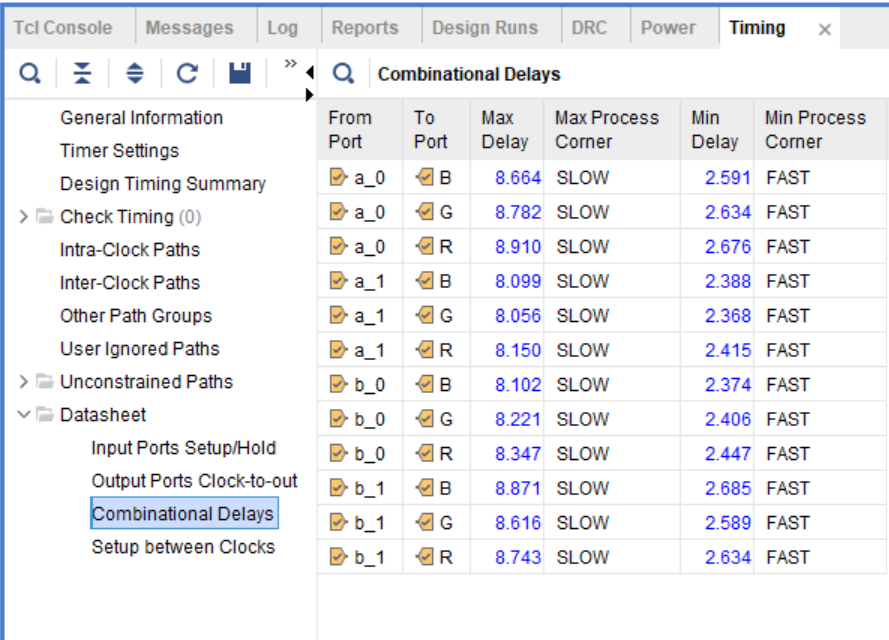 Tcl Console Messages Log Reports Design Runs DRC Power Timing ×
» Combinational Delays
General Information
Timer Settings
Design Timing Summary
Check Timing (0)
Intra-Clock Paths
Inter-Clock Paths
Other Path Groups
User Ignored Paths
Unconstrained Paths
Datasheet
Input Ports Setup/Hold
Output Ports Clock-to-out
Combinational Delays
Setup between Clocks
From Port To Port Max Delay Max Process Corner Min Delay Min Process Corner
a_0 B 8.664 SLOW 2.591 FAST
a_0 G 8.782 SLOW 2.634 FAST
a_0 R 8.910 SLOW 2.676 FAST
a_1 B 8.099 SLOW 2.388 FAST
a_1 G 8.056 SLOW 2.368 FAST
a_1 R 8.150 SLOW 2.415 FAST
b_0 B 8.102 SLOW 2.374 FAST
b_0 G 8.221 SLOW 2.406 FAST
b_0 R 8.347 SLOW 2.447 FAST
b_1 B 8.871 SLOW 2.685 FAST
b_1 G 8.616 SLOW 2.589 FAST
b_1 R 8.743 SLOW 2.634 FAST